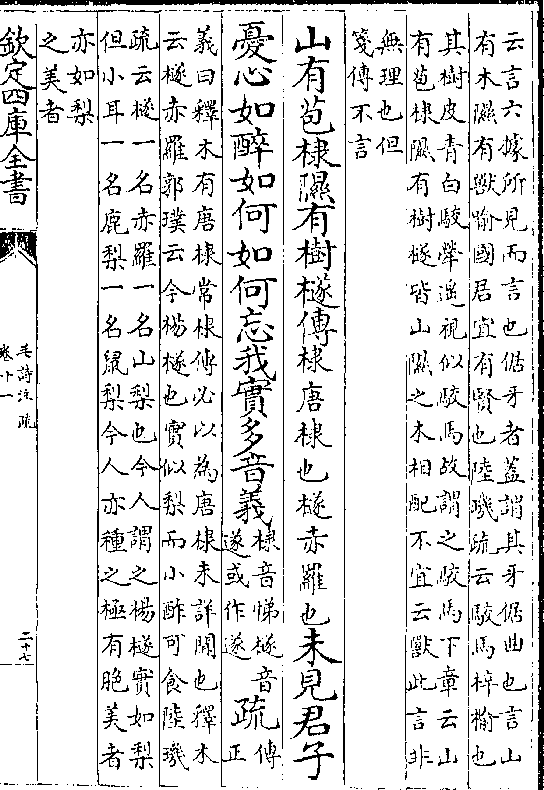 云言六據所見而言也倨牙者蓋謂其牙倨曲也言山
有木隰有獸喻國君宜有賢也陸璣疏云駮馬梓榆也
其樹皮青白駮犖遙視似駮馬故謂之駮馬下章云山
有苞棣隰有樹檖皆山隰之木相配不宜云獸此言非
無理也但
箋傳不言
山有苞棣隰有樹檖傳棣唐棣也檖赤羅也未見君子
憂心如醉如何如何忘我實多音義
棣音悌檖音
遂或作遂
疏
傳
正
義曰釋木有唐棣常棣傳必以為唐棣未詳聞也釋木
云檖赤羅郭璞云今楊檖也實似梨而小酢可食陸璣
疏云檖一名赤羅一名山梨也今人謂之楊檖實如梨
但小耳一名鹿梨一名鼠梨今人亦種之極有脆美者
亦如梨
之美者
欽定四庫全書
毛詩注疏
卷十一
二十七